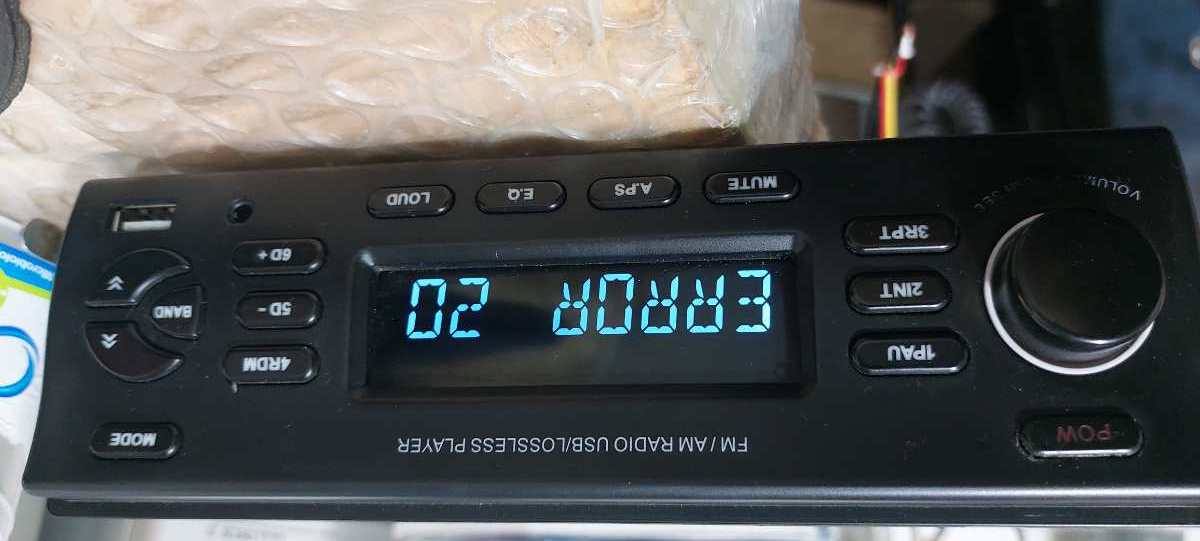 POW
FM / AM RADIO USB/LOSSLESS PLAYER
MODE
1PAU
2INT
3RPT
ERROR 20
4RDM
5D -
6D +
BAND
MUTE
A.PS
E.Q
LOUD